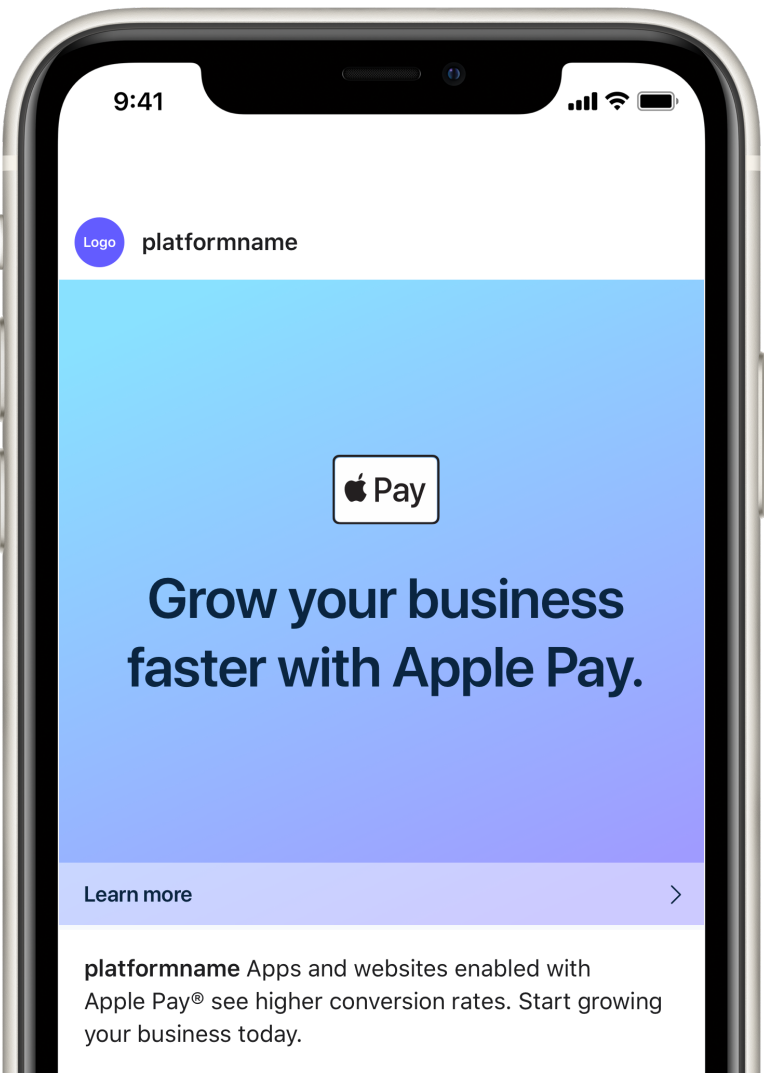 9:41
Logo
platformname
Pay
Grow your business
faster with Apple Pay.
Learn more
platformname Apps and websites enabled with
Apple Pay® see higher conversion rates. Start growing
your business today.